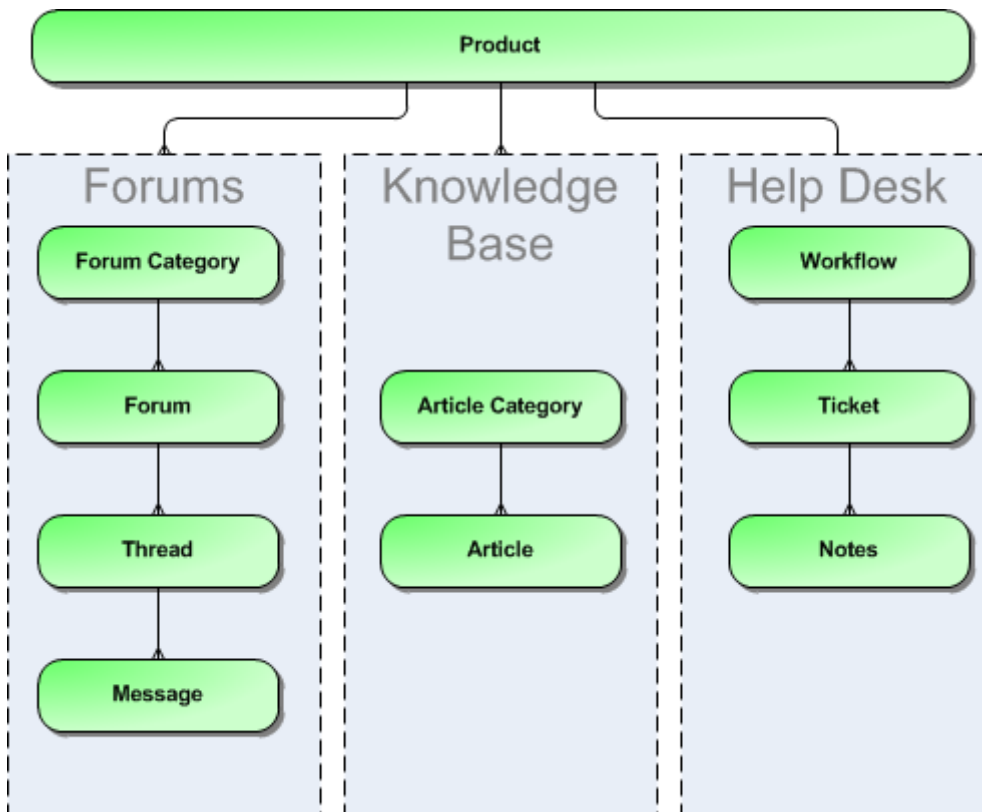 Product
Forums
Forum Category
Forum
Thread
Message
Knowledge
Base
Article Category
Article
Help Desk
Workflow
Ticket
Notes